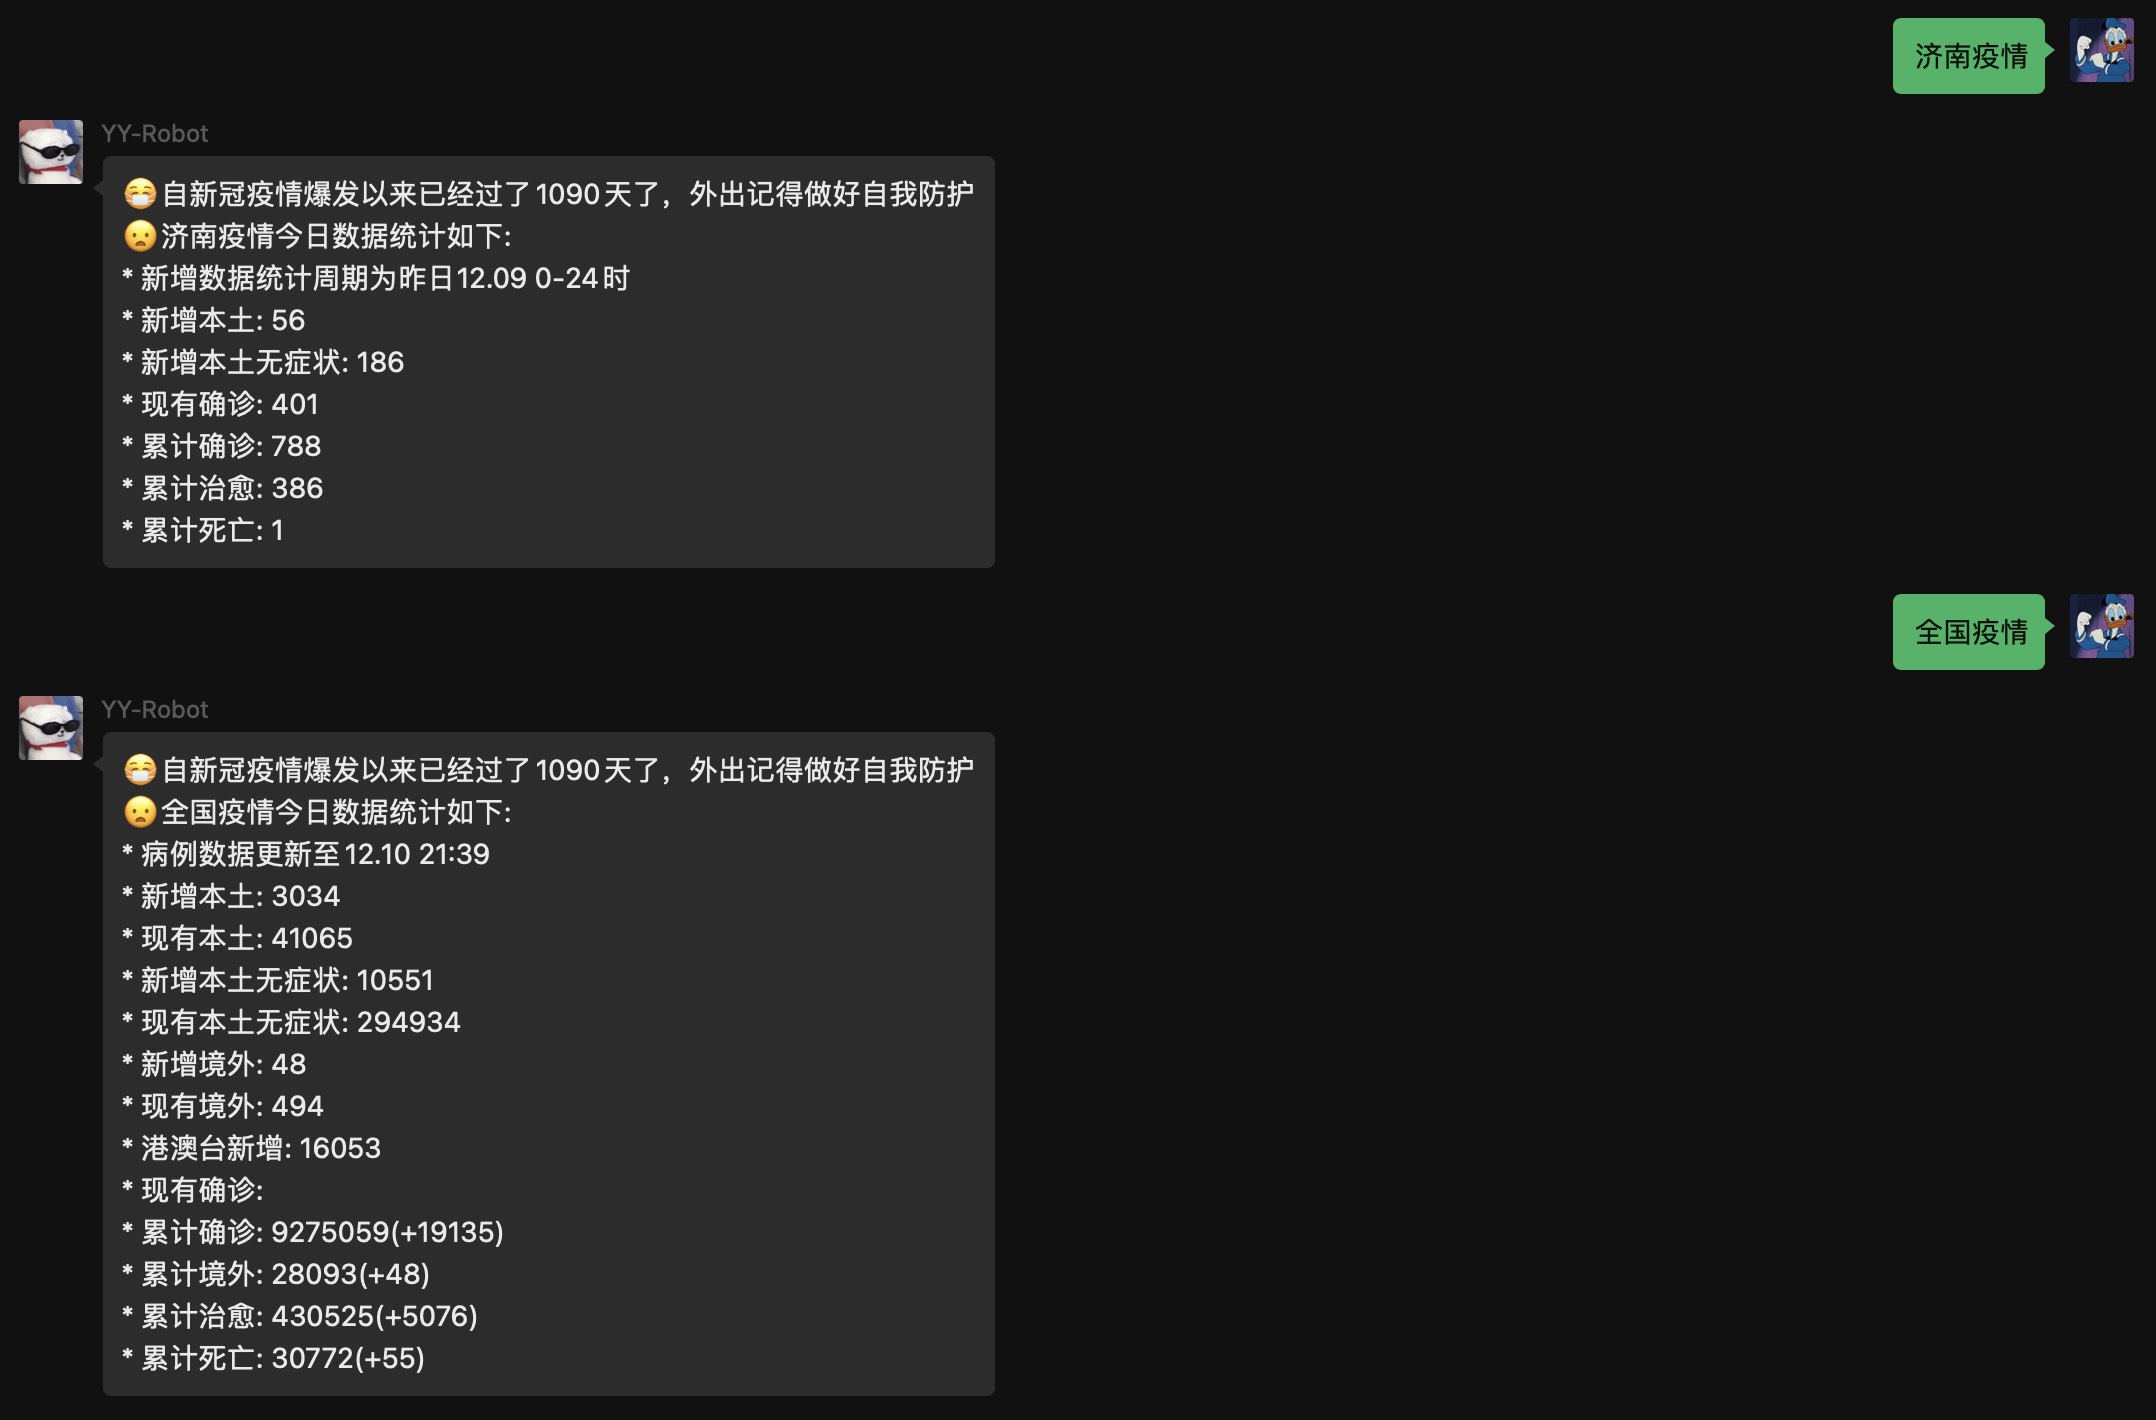 济南疫情
YY-Robot
😷自新冠疫情爆发以来已经过了1090天了，外出记得做好自我防护
😦济南疫情今日数据统计如下:
* 新增数据统计周期为昨日12.09 0-24时
* 新增本土: 56
* 新增本土无症状: 186
* 现有确诊: 401
* 累计确诊: 788
* 累计治愈: 386
* 累计死亡: 1
全国疫情
YY-Robot
😷自新冠疫情爆发以来已经过了1090天了，外出记得做好自我防护
😦全国疫情今日数据统计如下:
* 病例数据更新至12.10 21:39
* 新增本土: 3034
* 现有本土: 41065
* 新增本土无症状: 10551
* 现有本土无症状: 294934
* 新增境外: 48
* 现有境外: 494
* 港澳台新增: 16053
* 现有确诊:
* 累计确诊: 9275059(+19135)
* 累计境外: 28093(+48)
* 累计治愈: 430525(+5076)
* 累计死亡: 30772(+55)